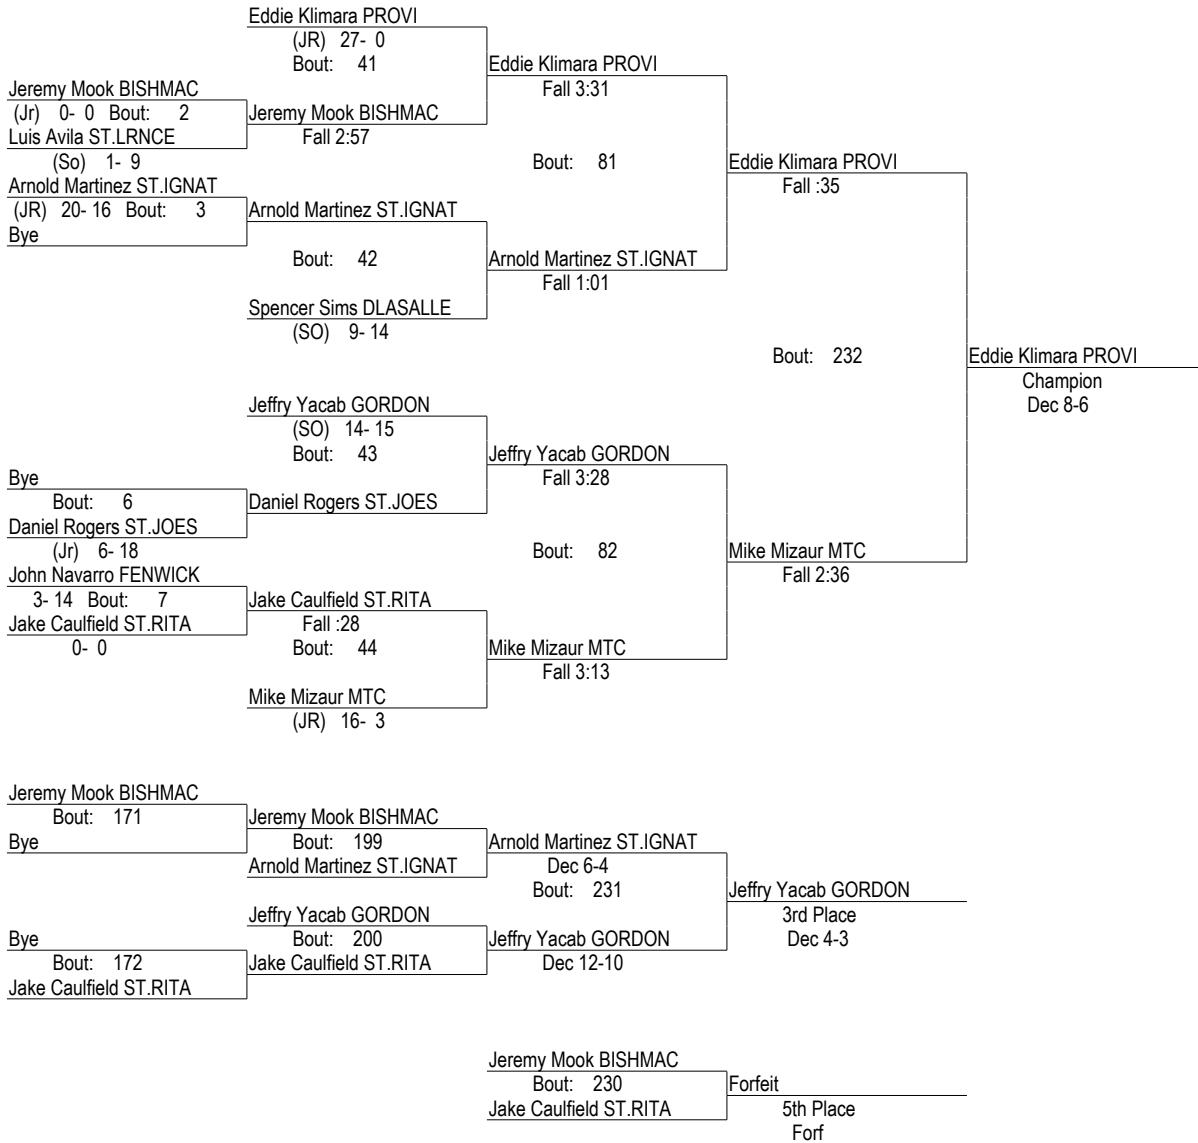 Eddie Klimara PROVI
(JR) 27- 0
Bout: 41
Eddie Klimara PROVI
Fall 3:31
Jeremy Mook BISHMAC
(Jr) 0- 0 Bout: 2
Jeremy Mook BISHMAC
Luis Avila ST.LRNCE
Fall 2:57
(So) 1- 9
Bout: 81
Eddie Klimara PROVI
Arnold Martinez ST.IGNAT
Fall :35
(JR) 20- 16 Bout: 3
Arnold Martinez ST.IGNAT
Bye
Bout: 42
Arnold Martinez ST.IGNAT
Fall 1:01
Spencer Sims DLASALLE
(SO) 9- 14
Bout: 232
Eddie Klimara PROVI
Champion
Dec 8-6
Jeffry Yacab GORDON
(SO) 14- 15
Bout: 43
Jeffry Yacab GORDON
Bye
Fall 3:28
Bout: 6
Daniel Rogers ST.JOES
Daniel Rogers ST.JOES
(Jr) 6- 18
Bout: 82
Mike Mizaur MTC
John Navarro FENWICK
Fall 2:36
3- 14 Bout: 7
Jake Caulfield ST.RITA
Jake Caulfield ST.RITA
Fall :28
0- 0
Bout: 44
Mike Mizaur MTC
Fall 3:13
Mike Mizaur MTC
(JR) 16- 3
Jeremy Mook BISHMAC
Bout: 171
Jeremy Mook BISHMAC
Bye
Bout: 199
Arnold Martinez ST.IGNAT
Arnold Martinez ST.IGNAT
Dec 6-4
Bout: 231
Jeffry Yacab GORDON
Jeffry Yacab GORDON
3rd Place
Bye
Bout: 200
Jeffry Yacab GORDON
Dec 4-3
Bout: 172
Jake Caulfield ST.RITA
Dec 12-10
Jake Caulfield ST.RITA
Jeremy Mook BISHMAC
Bout: 230
Forfeit
Jake Caulfield ST.RITA
5th Place
Forf